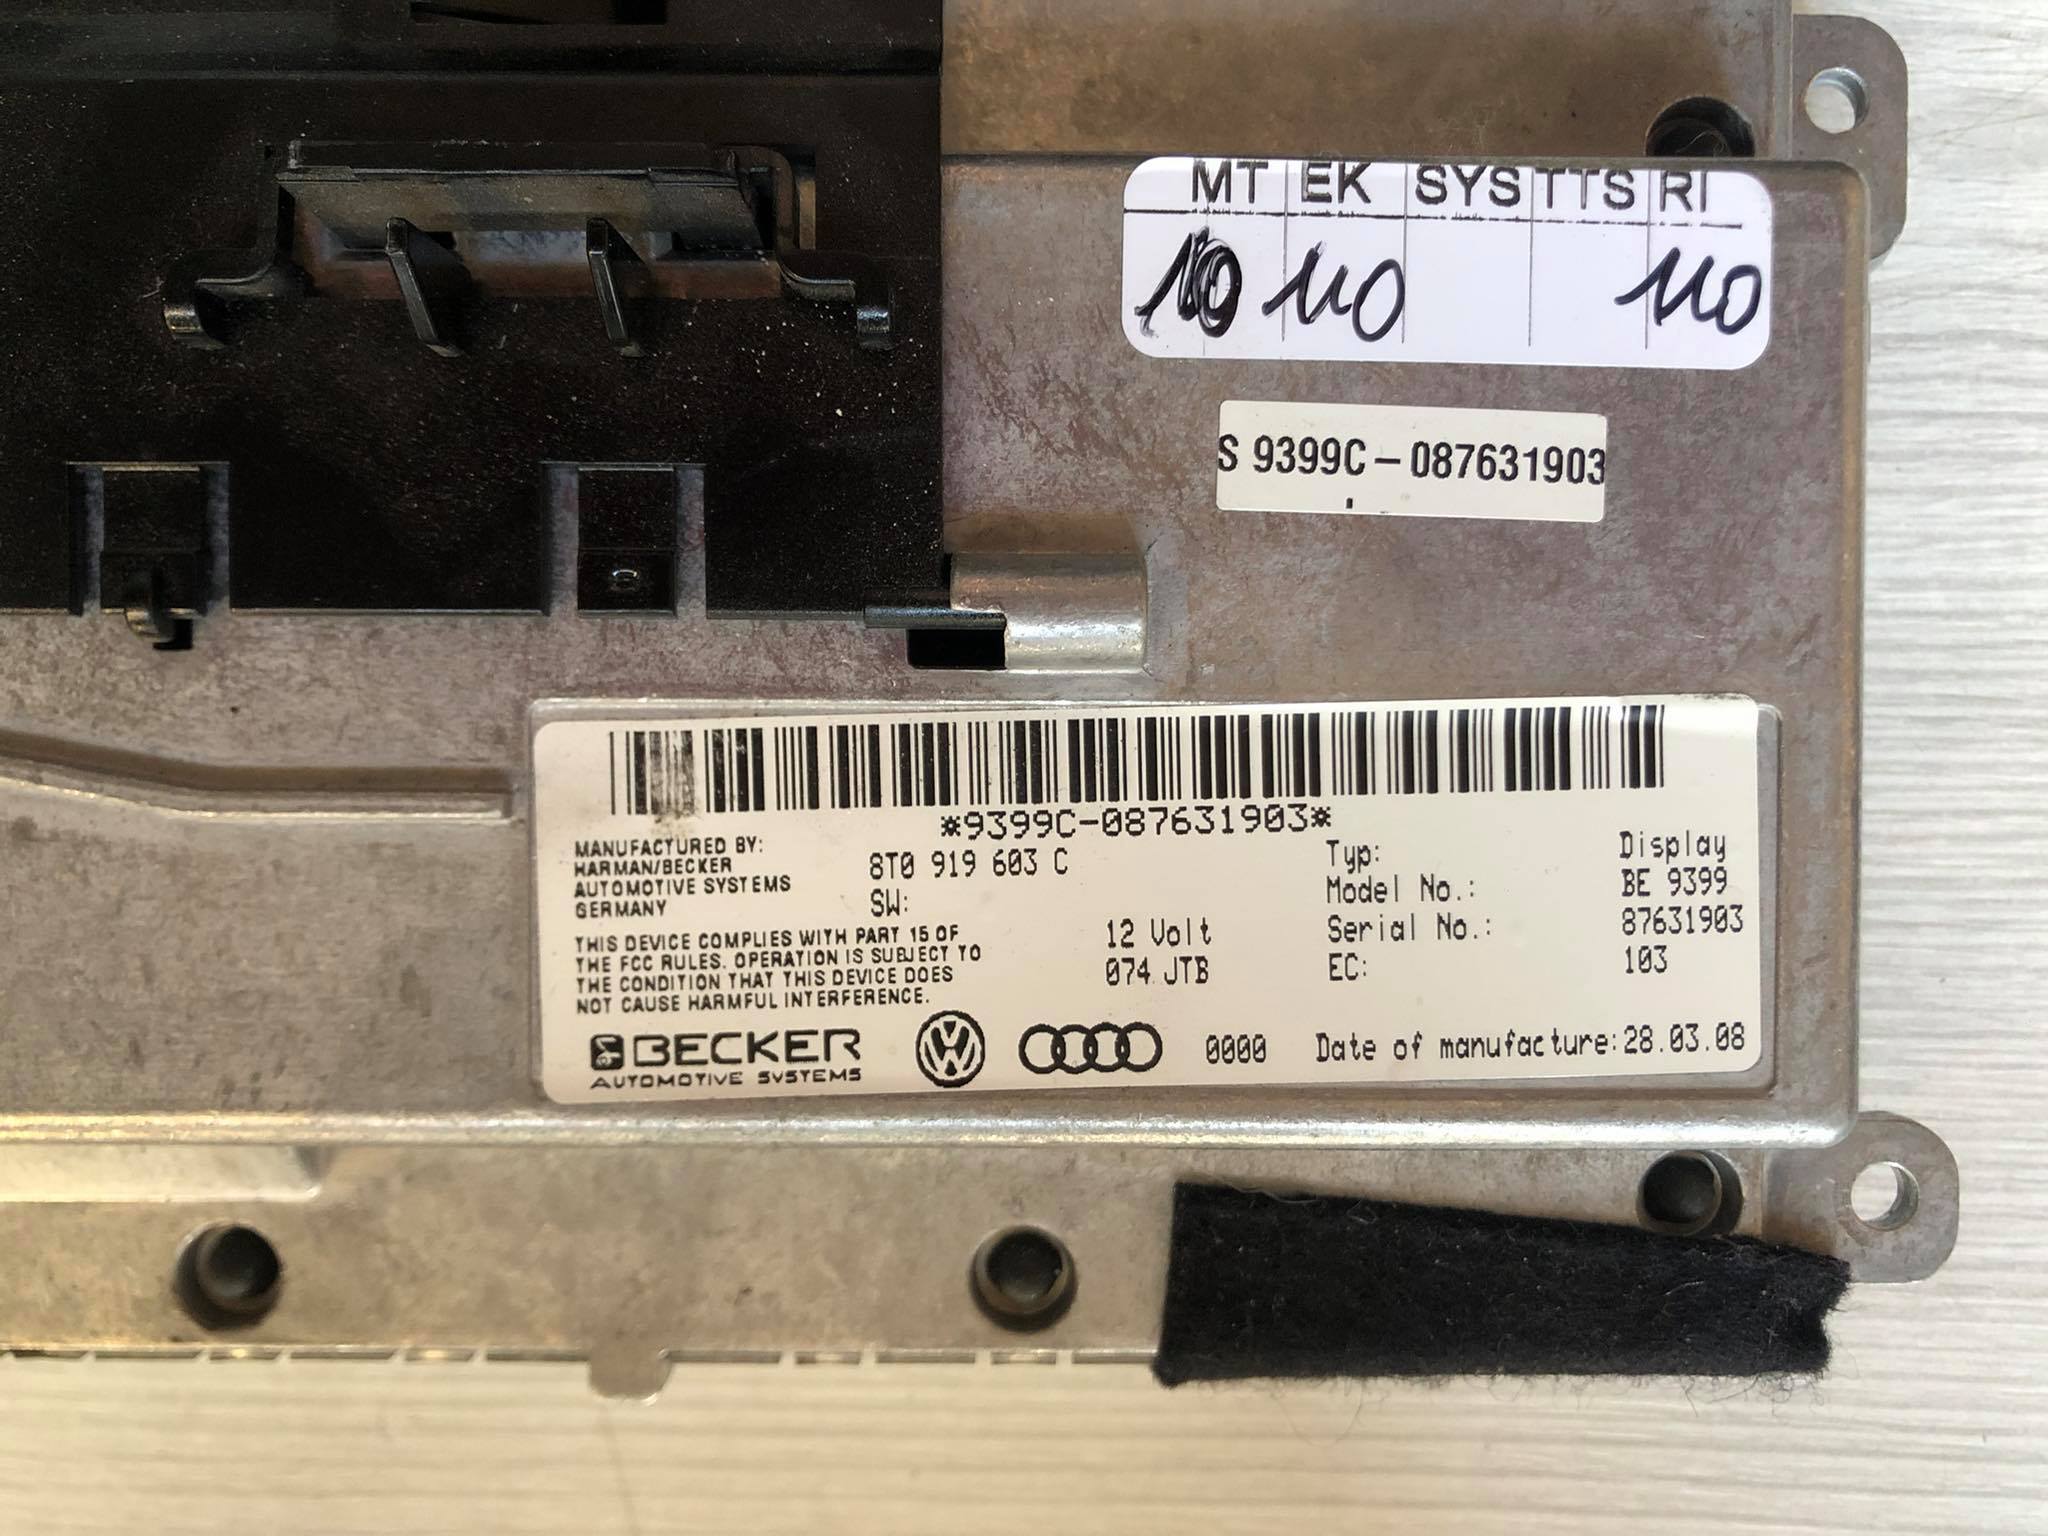 MT EK SYS TTS RI
110 110
S 9399C-087631903
*9399C-087631903*
MANUFACTURED BY:
HARMAN/BECKER
AUTOMOTIVE SYSTEMS
GERMANY
8T0 919 603 C
SW:
Typ: Display
Model No.: BE 9399
Serial No.: 87631903
EC: 103
THIS DEVICE COMPLIES WITH PART 15 OF
THE FCC RULES. OPERATION IS SUBJECT TO
THE CONDITION THAT THIS DEVICE DOES
NOT CAUSE HARMFUL INTERFERENCE.
12 Volt
074 JTB
BECKER
AUTOMOTIVE SYSTEMS
0000
Date of manufacture:28.03.08